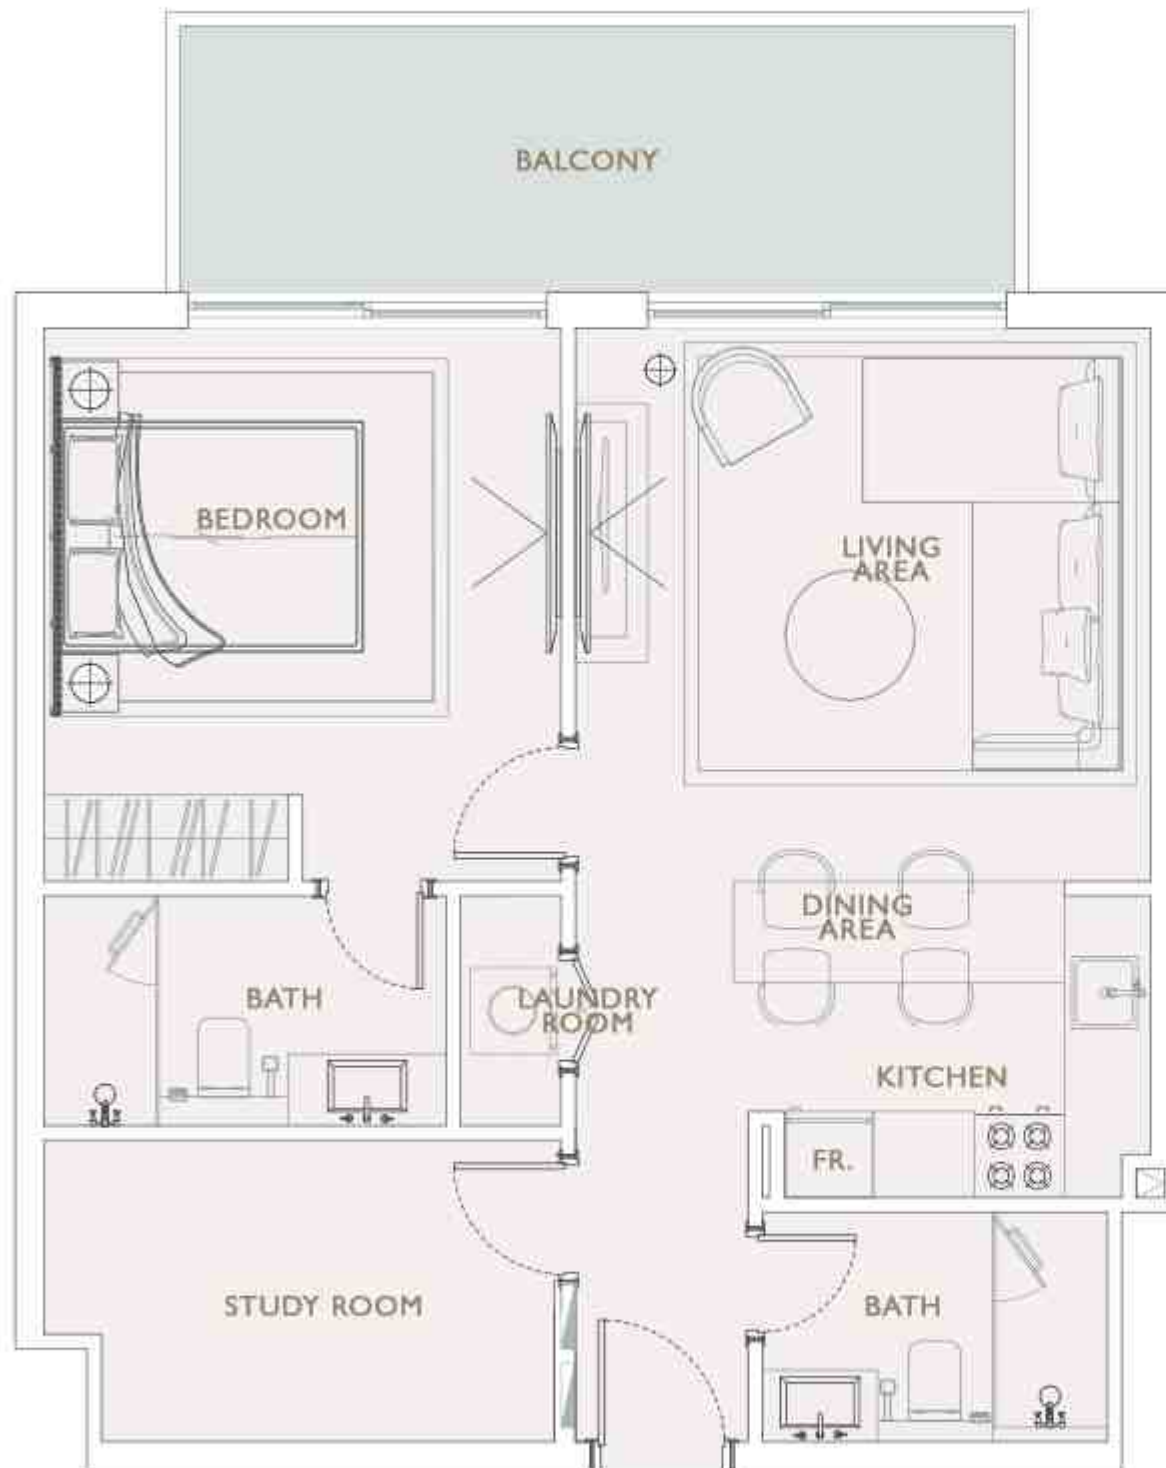 BALCONY
BEDROOM
LIVING
AREA
DINING
AREA
BATH
LAUNDRY
ROOM
KITCHEN
FR.
STUDY ROOM
BATH